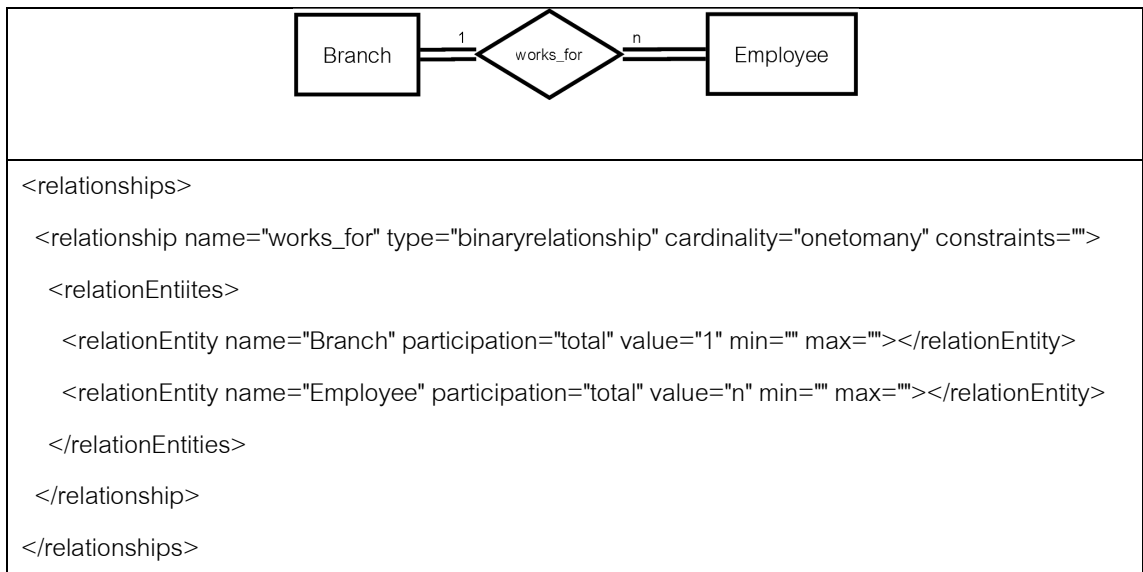 Branch 1 works_for n Employee
<relationships>
<relationship name="works_for" type="binaryrelationship" cardinality="onetomany" constraints="">
<relationEntiites>
<relationEntity name="Branch" participation="total" value="1" min="" max=""></relationEntity>
<relationEntity name="Employee" participation="total" value="n" min="" max=""></relationEntity>
</relationEntities>
</relationship>
</relationships>